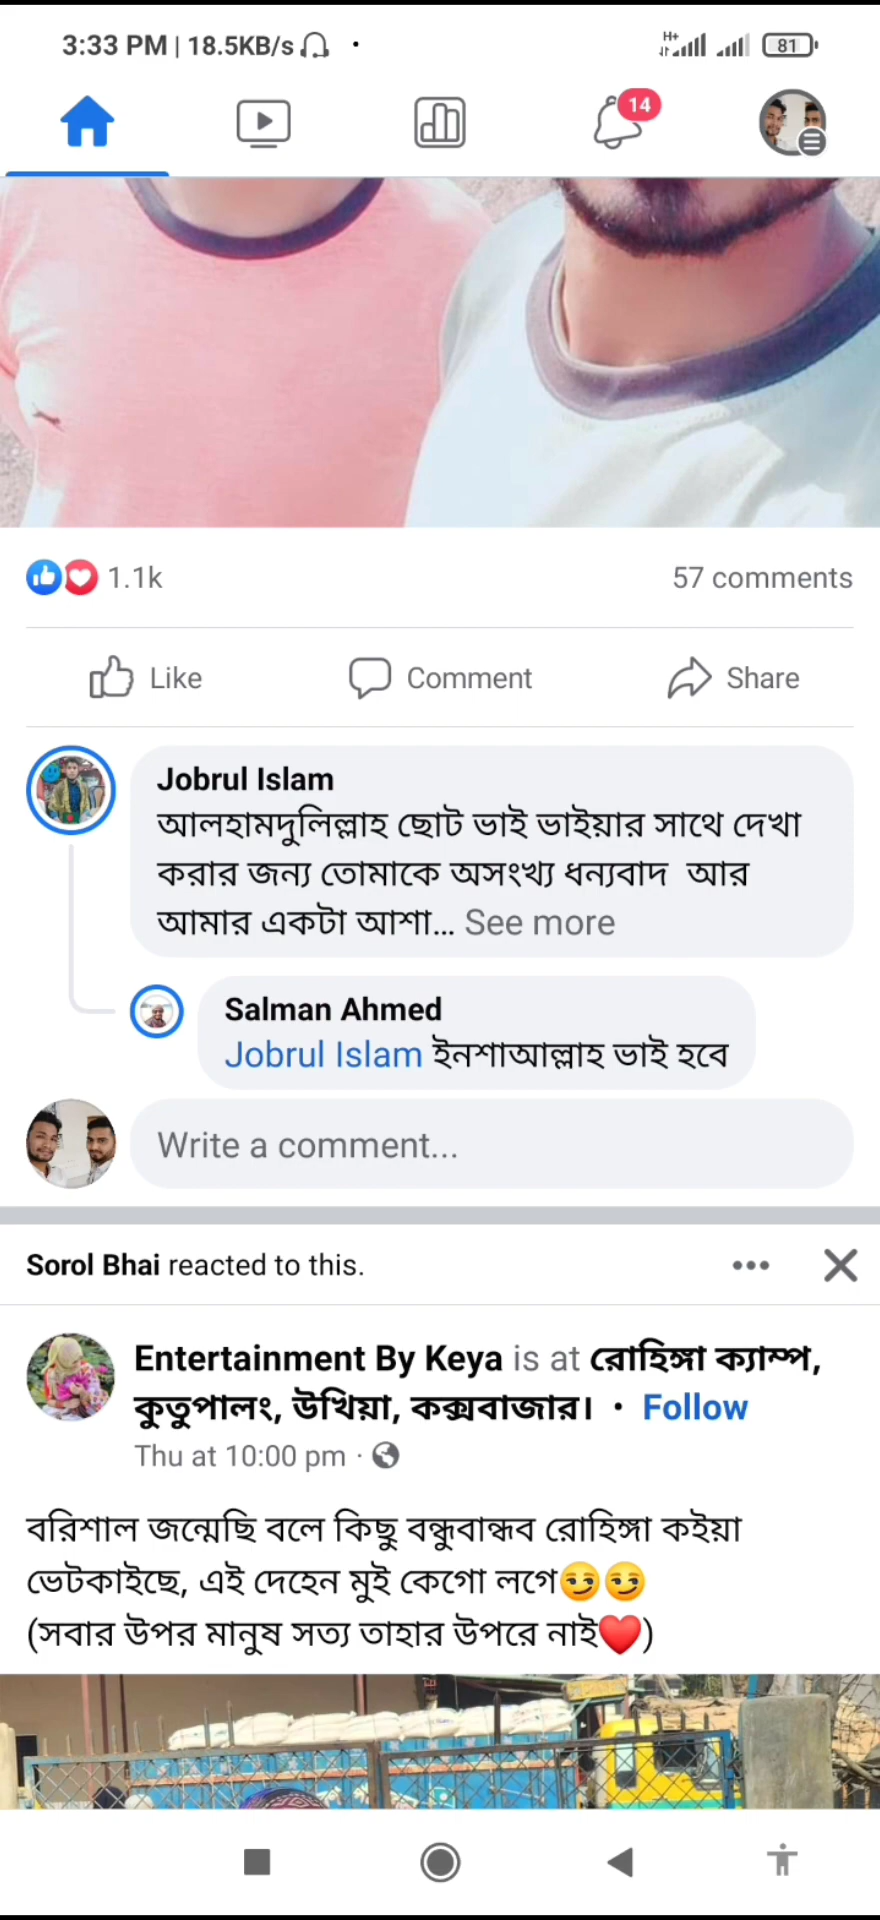 3:33 PM | 18.5KB/s
H+
81
14
1.1k
57 comments
Like
Comment
Share
Jobrul Islam
আলহামদুলিল্লাহ ছোট ভাই ভাইয়ার সাথে দেখা
করার জন্য তোমাকে অসংখ্য ধন্যবাদ আর
আমার একটা আশা... See more
Salman Ahmed
Jobrul Islam ইনশাআল্লাহ ভাই হবে
Write a comment...
Sorol Bhai reacted to this.
Entertainment By Keya is at রোহিঙ্গা ক্যাম্প,
কুতুপালং, উখিয়া, কক্সবাজার। · Follow
Thu at 10:00 pm ·
বরিশাল জন্মেছি বলে কিছু বন্ধুবান্ধব রোহিঙ্গা কইয়া
ভেটকাইছে, এই দেহেন মুই কেগো লগে😏😏
(সবার উপর মানুষ সত্য তাহার উপরে নাই❤️)